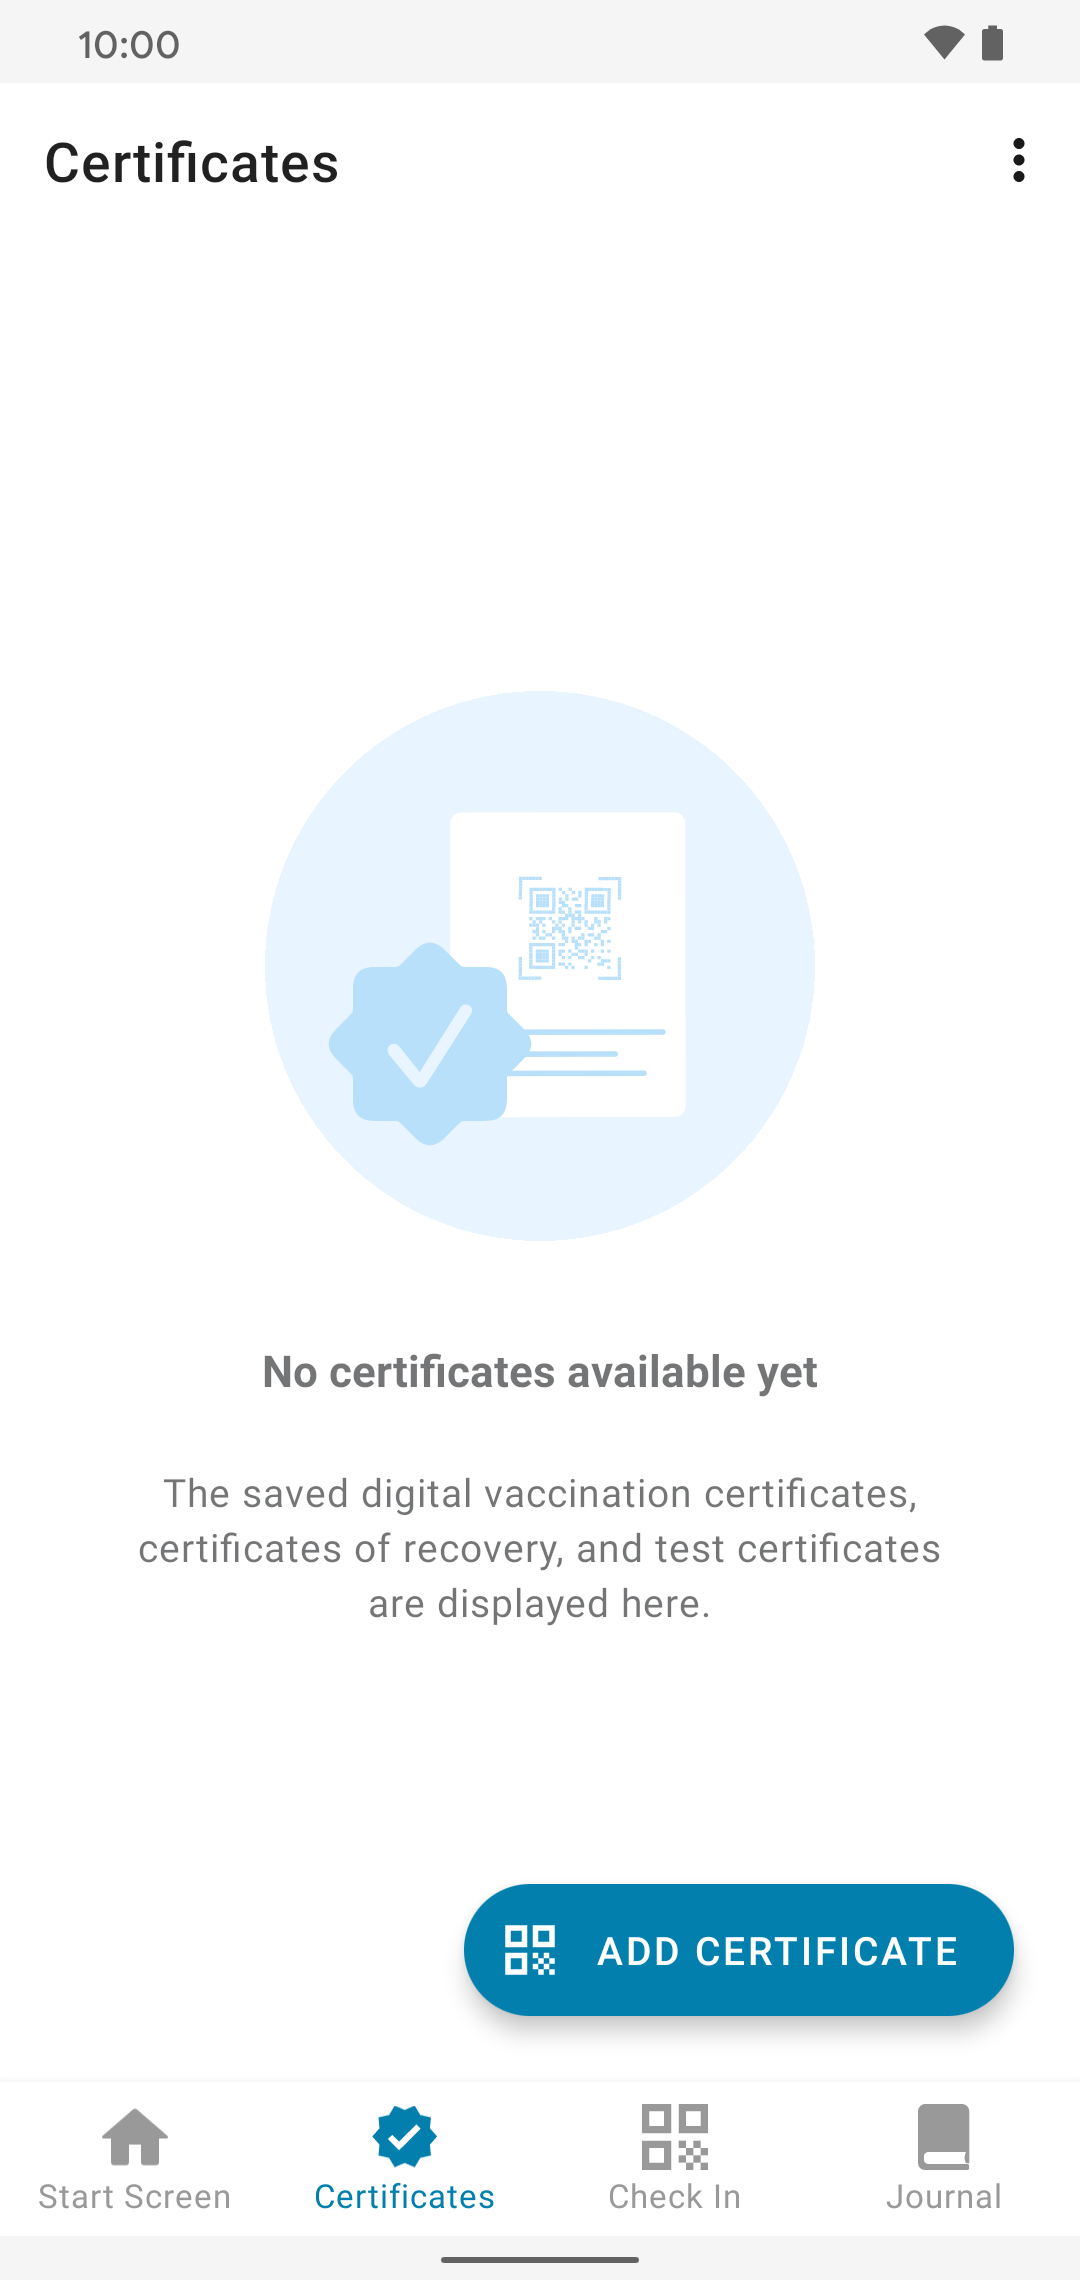 10:00
Certificates
No certificates available yet
The saved digital vaccination certificates,
certificates of recovery, and test certificates
are displayed here.
ADD CERTIFICATE
Start Screen
Certificates
Check In
Journal